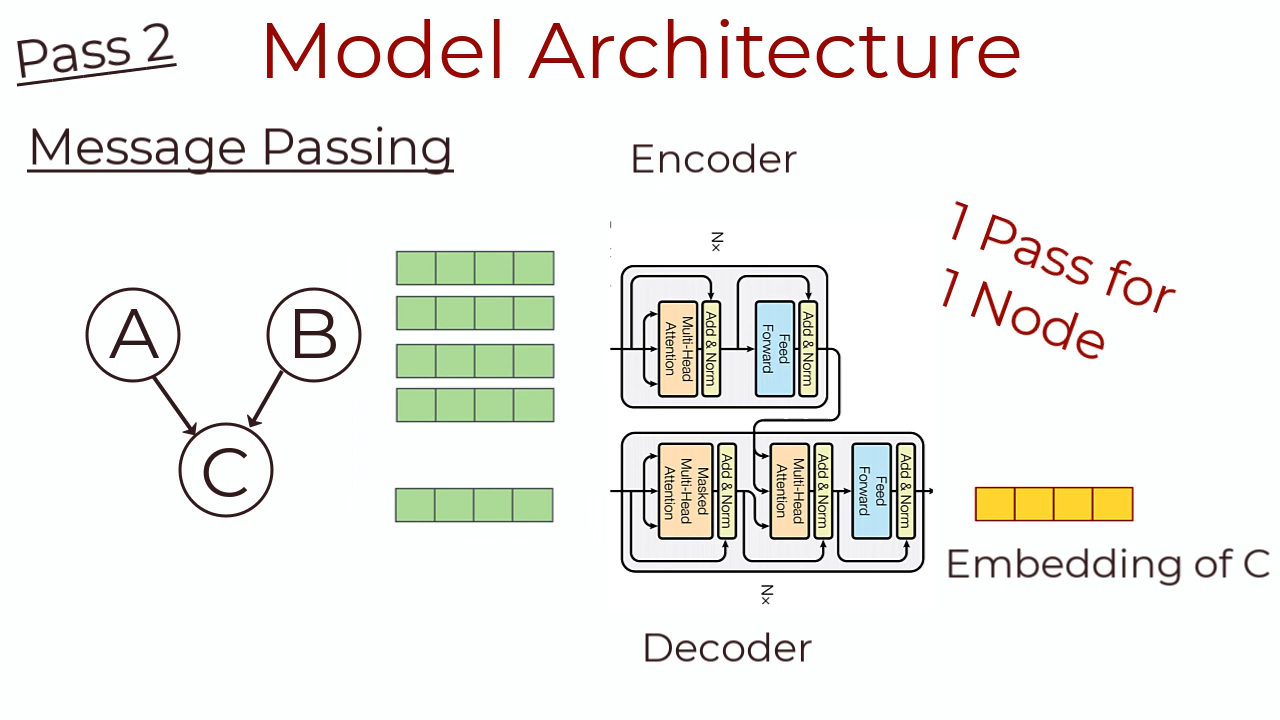 Pass 2
Model Architecture
Message Passing
Encoder
1 Pass for
1 Node
A
B
C
Nx
Multi-Head
Attention
Add & Norm
Feed
Forward
Add & Norm
Masked
Multi-Head
Attention
Add & Norm
Multi-Head
Attention
Add & Norm
Feed
Forward
Add & Norm
Nx
Embedding of C
Decoder